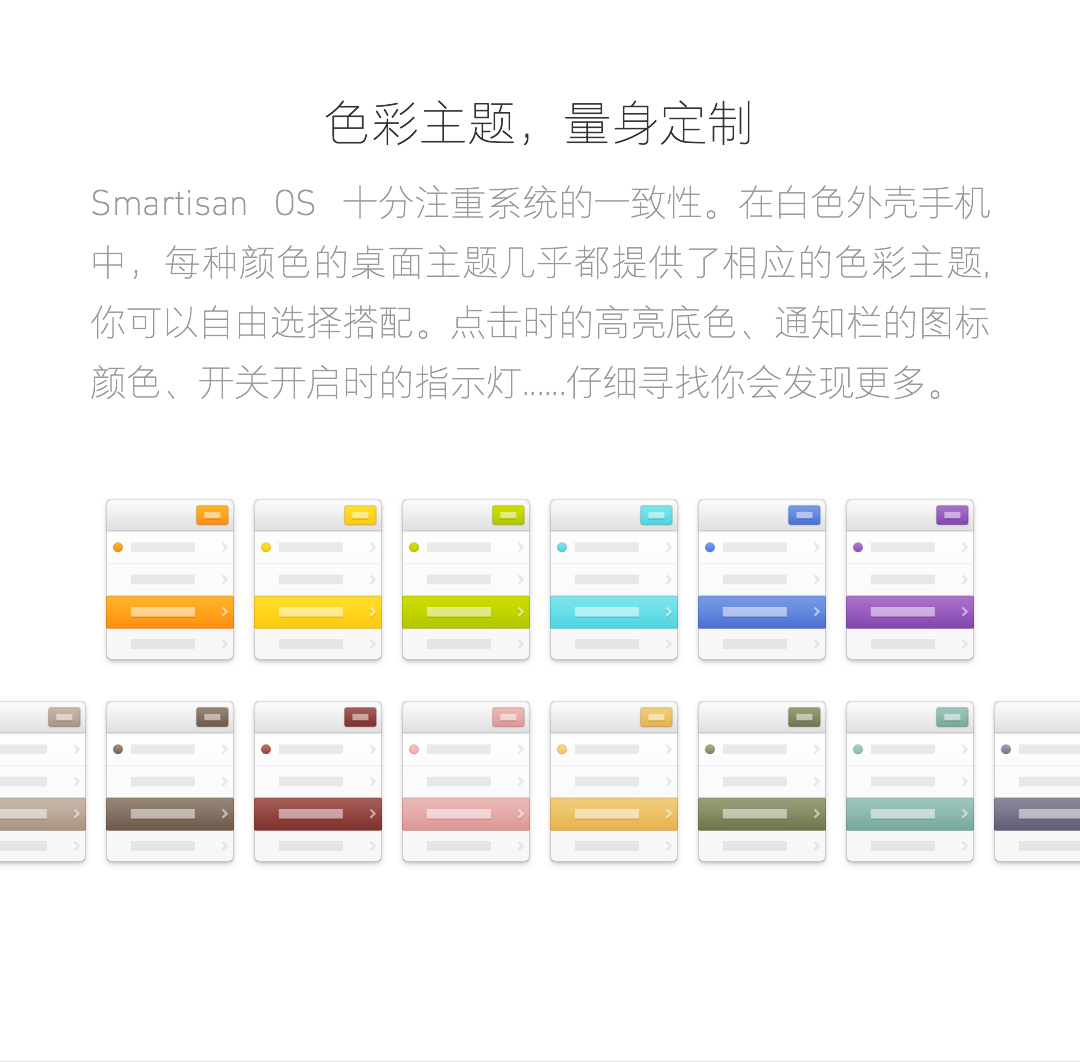 色彩主题，量身定制
Smartisan OS 十分注重系统的一致性。在白色外壳手机
中，每种颜色的桌面主题几乎都提供了相应的色彩主题,
你可以自由选择搭配。点击时的高亮底色、通知栏的图标
颜色、开关开启时的指示灯……仔细寻找你会发现更多。